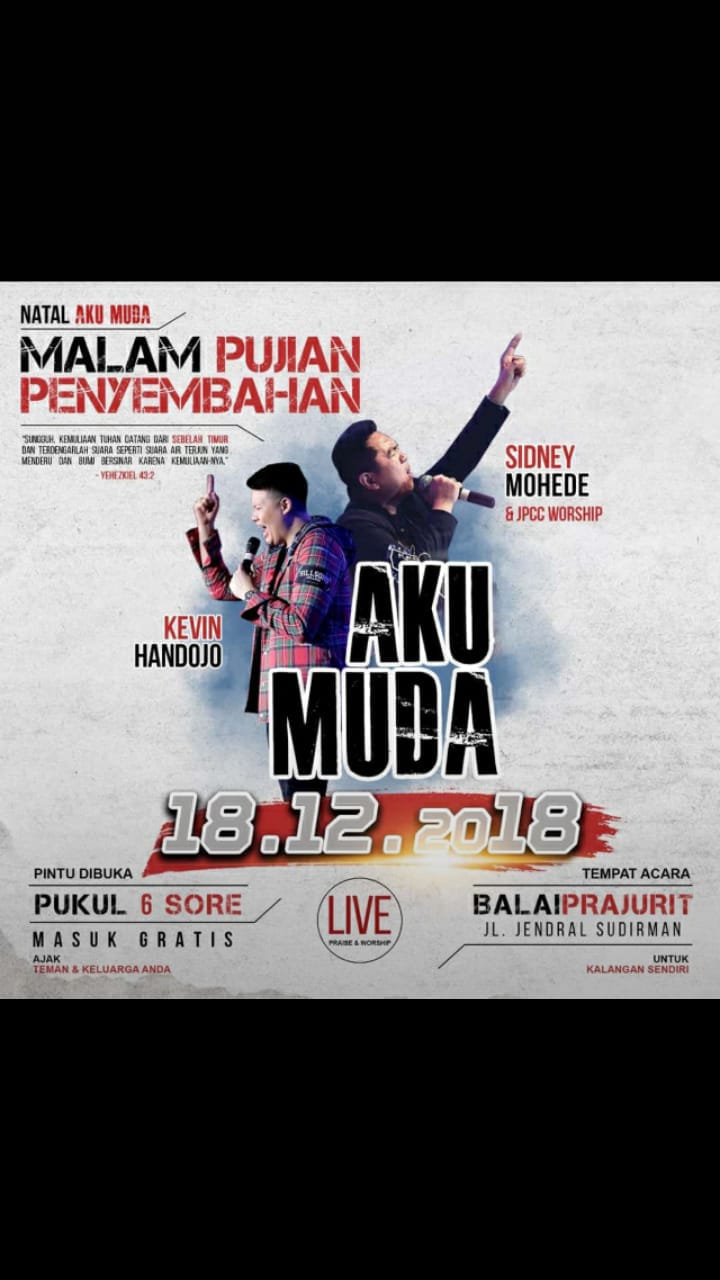 NATAL AKU MUDA
MALAM PUJIAN
PENYEMBAHAN
"SUNGGUH, KEMULIAAN TUHAN DATANG DARI SEBELAH TIMUR
DAN TERDENGARLAH SUARA SEPERTI SUARA AIR TERJUN YANG
MENDERU DAN BUMI BERSINAR KARENA KEMULIAAN-NYA."
- YEHEZKIEL 43:2
SIDNEY
MOHEDE
& JPCC WORSHIP
KEVIN
HANDOJO
AKU
MUDA
18.12.2018
PINTU DIBUKA
PUKUL 6 SORE
MASUK GRATIS
AJAK
TEMAN & KELUARGA ANDA
LIVE
PRAISE & WORSHIP
TEMPAT ACARA
BALAIPRAJURIT
JL. JENDRAL SUDIRMAN
UNTUK
KALANGAN SENDIRI